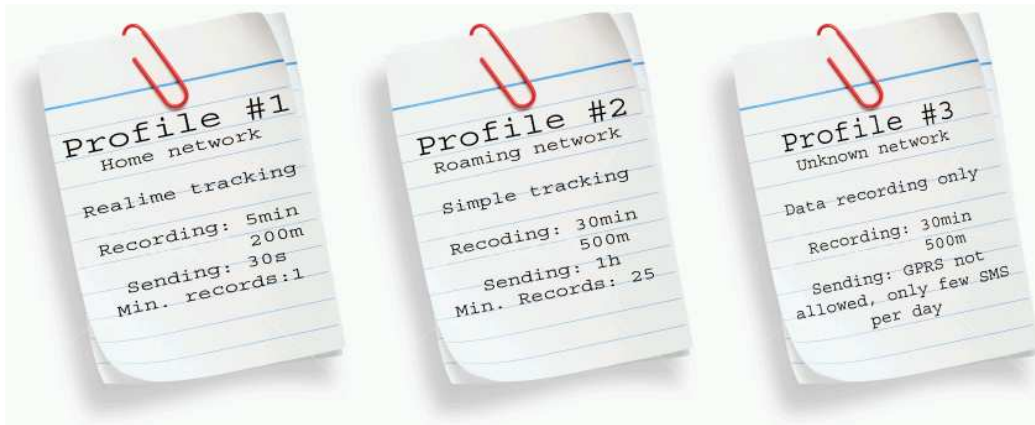 Profile #1
Home network
Realime tracking
Recording: 5min
200m
Sending: 30s
Min. records:1
Profile #2
Roaming network
Simple tracking
Recoding: 30min
500m
Sending: 1h
Min. Records: 25
Profile #3
Unknown network
Data recording only
Recording: 30min
500m
Sending: GPRS not
allowed, only few SMS
per day